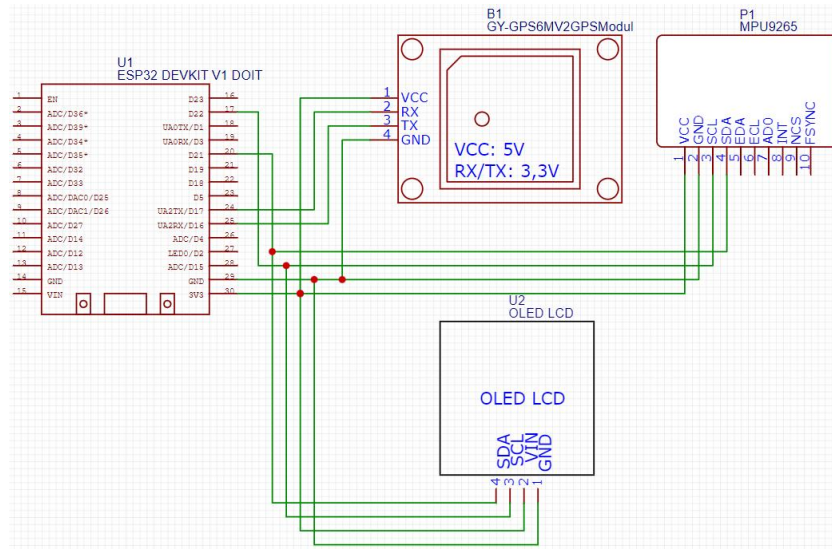 U1
ESP32 DEVKIT V1 DOIT
1 EN
2 ADC/D36*
3 ADC/D39+
4 ADC/D34*
5 ADC/D35+
6 ADC/D32
7 ADC/D33
8 ADC/DAC0/D25
9 ADC/DAC1/D26
10 ADC/D27
11 ADC/D14
12 ADC/D12
13 ADC/D13
14 GND
15 VIN
D23 16
D22 17
UA0TX/D1 18
UA0RX/D3 19
D21 20
D19 21
D18 22
D5 23
UA2TX/D17 24
UA2RX/D16 25
ADC/D4 26
LED0/D2 27
ADC/D15 28
GND 29
3V3 30
B1
GY-GPS6MV2GPSModul
1 VCC
2 RX
3 TX
4 GND
VCC: 5V
RX/TX: 3,3V
P1
MPU9265
VCC 1
GND 2
SCL 3
SDA 4
EDA 5
ECL 6
AD0 7
INT 8
NCS 9
FSYNC 10
U2
OLED LCD
OLED LCD
SDA 4
SCL 3
VIN 2
GND 1